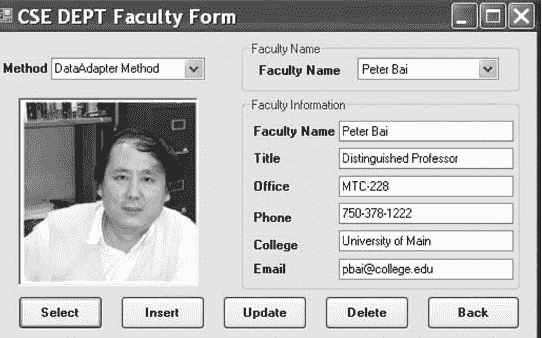 CSE DEPT Faculty Form
Method DataAdapter Method
Faculty Name
Faculty Name Peter Bai
Faculty Information
Faculty Name Peter Bai
Title Distinguished Professor
Office MTC-228
Phone 750-378-1222
College University of Main
Email pbai@college.edu
Select Insert Update Delete Back